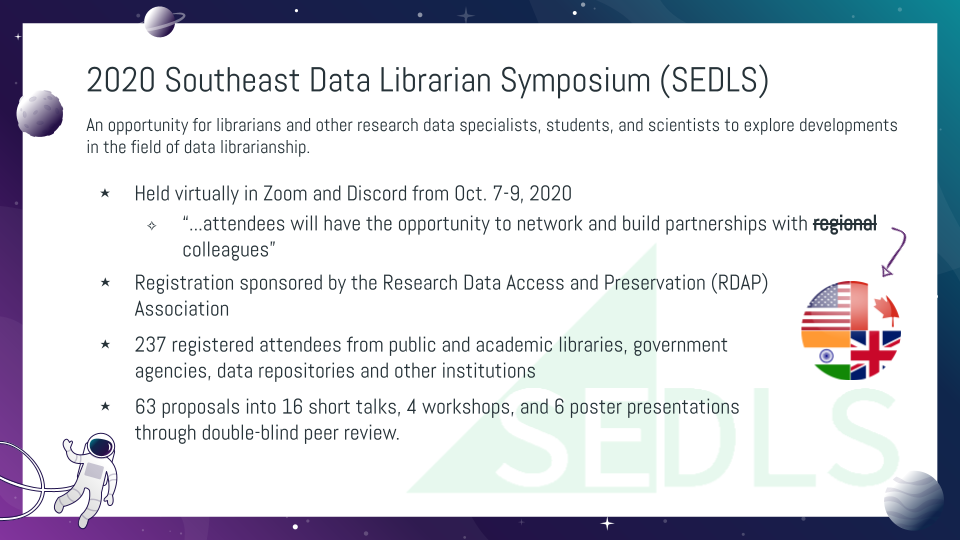 2020 Southeast Data Librarian Symposium (SEDLS)
An opportunity for librarians and other research data specialists, students, and scientists to explore developments
in the field of data librarianship.
Held virtually in Zoom and Discord from Oct. 7-9, 2020
“...attendees will have the opportunity to network and build partnerships with regional
colleagues”
Registration sponsored by the Research Data Access and Preservation (RDAP)
Association
237 registered attendees from public and academic libraries, government
agencies, data repositories and other institutions
63 proposals into 16 short talks, 4 workshops, and 6 poster presentations
through double-blind peer review.
SEDLS